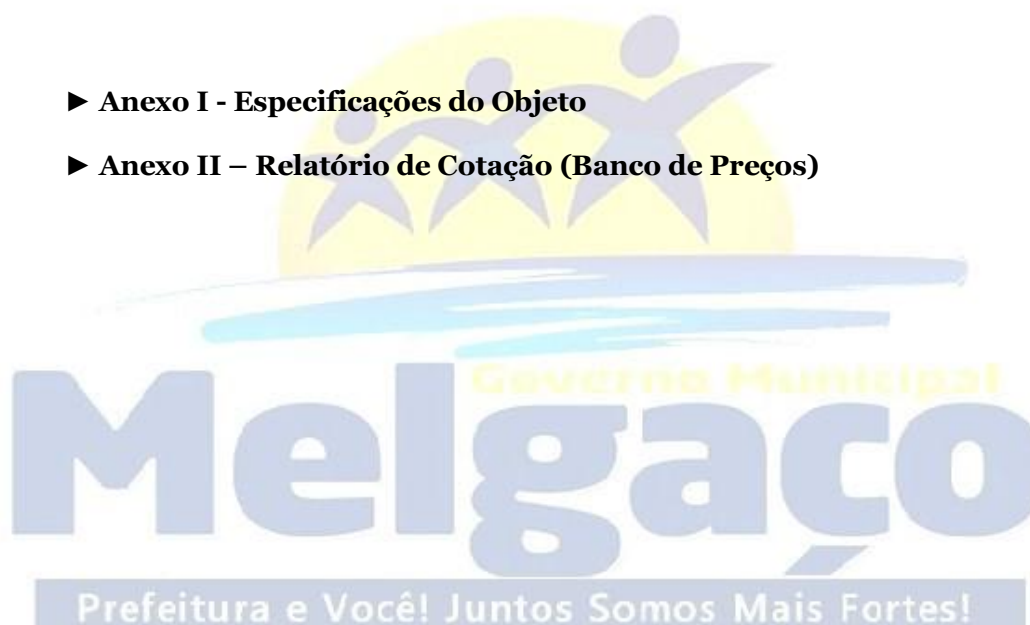 ► Anexo I - Especificações do Objeto
► Anexo II – Relatório de Cotação (Banco de Preços)
Governo Municipal
Melgaço
Prefeitura e Você! Juntos Somos Mais Fortes!